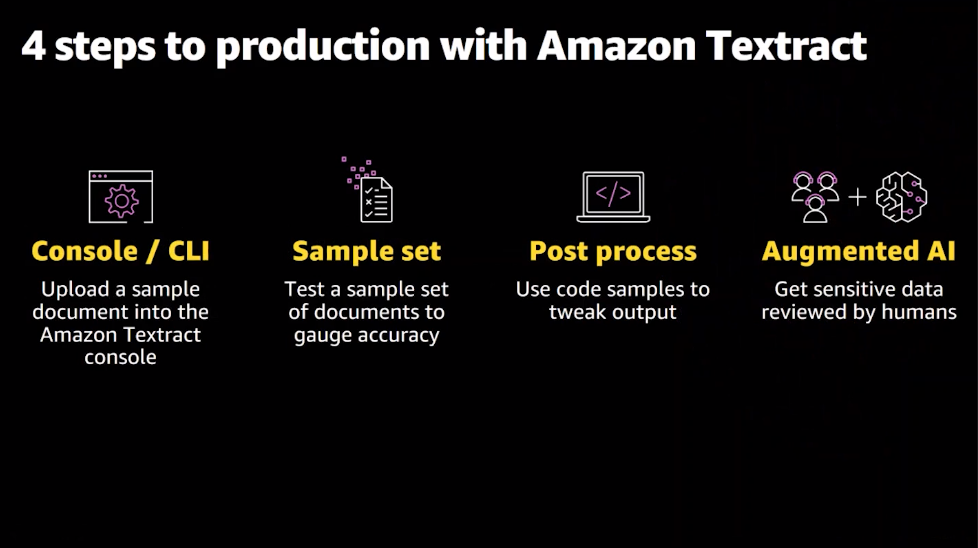 4 steps to production with Amazon Textract
Console / CLI
Upload a sample
document into the
Amazon Textract
console
Sample set
Test a sample set
of documents to
gauge accuracy
</>
Post process
Use code samples to
tweak output
+
Augmented AI
Get sensitive data
reviewed by humans